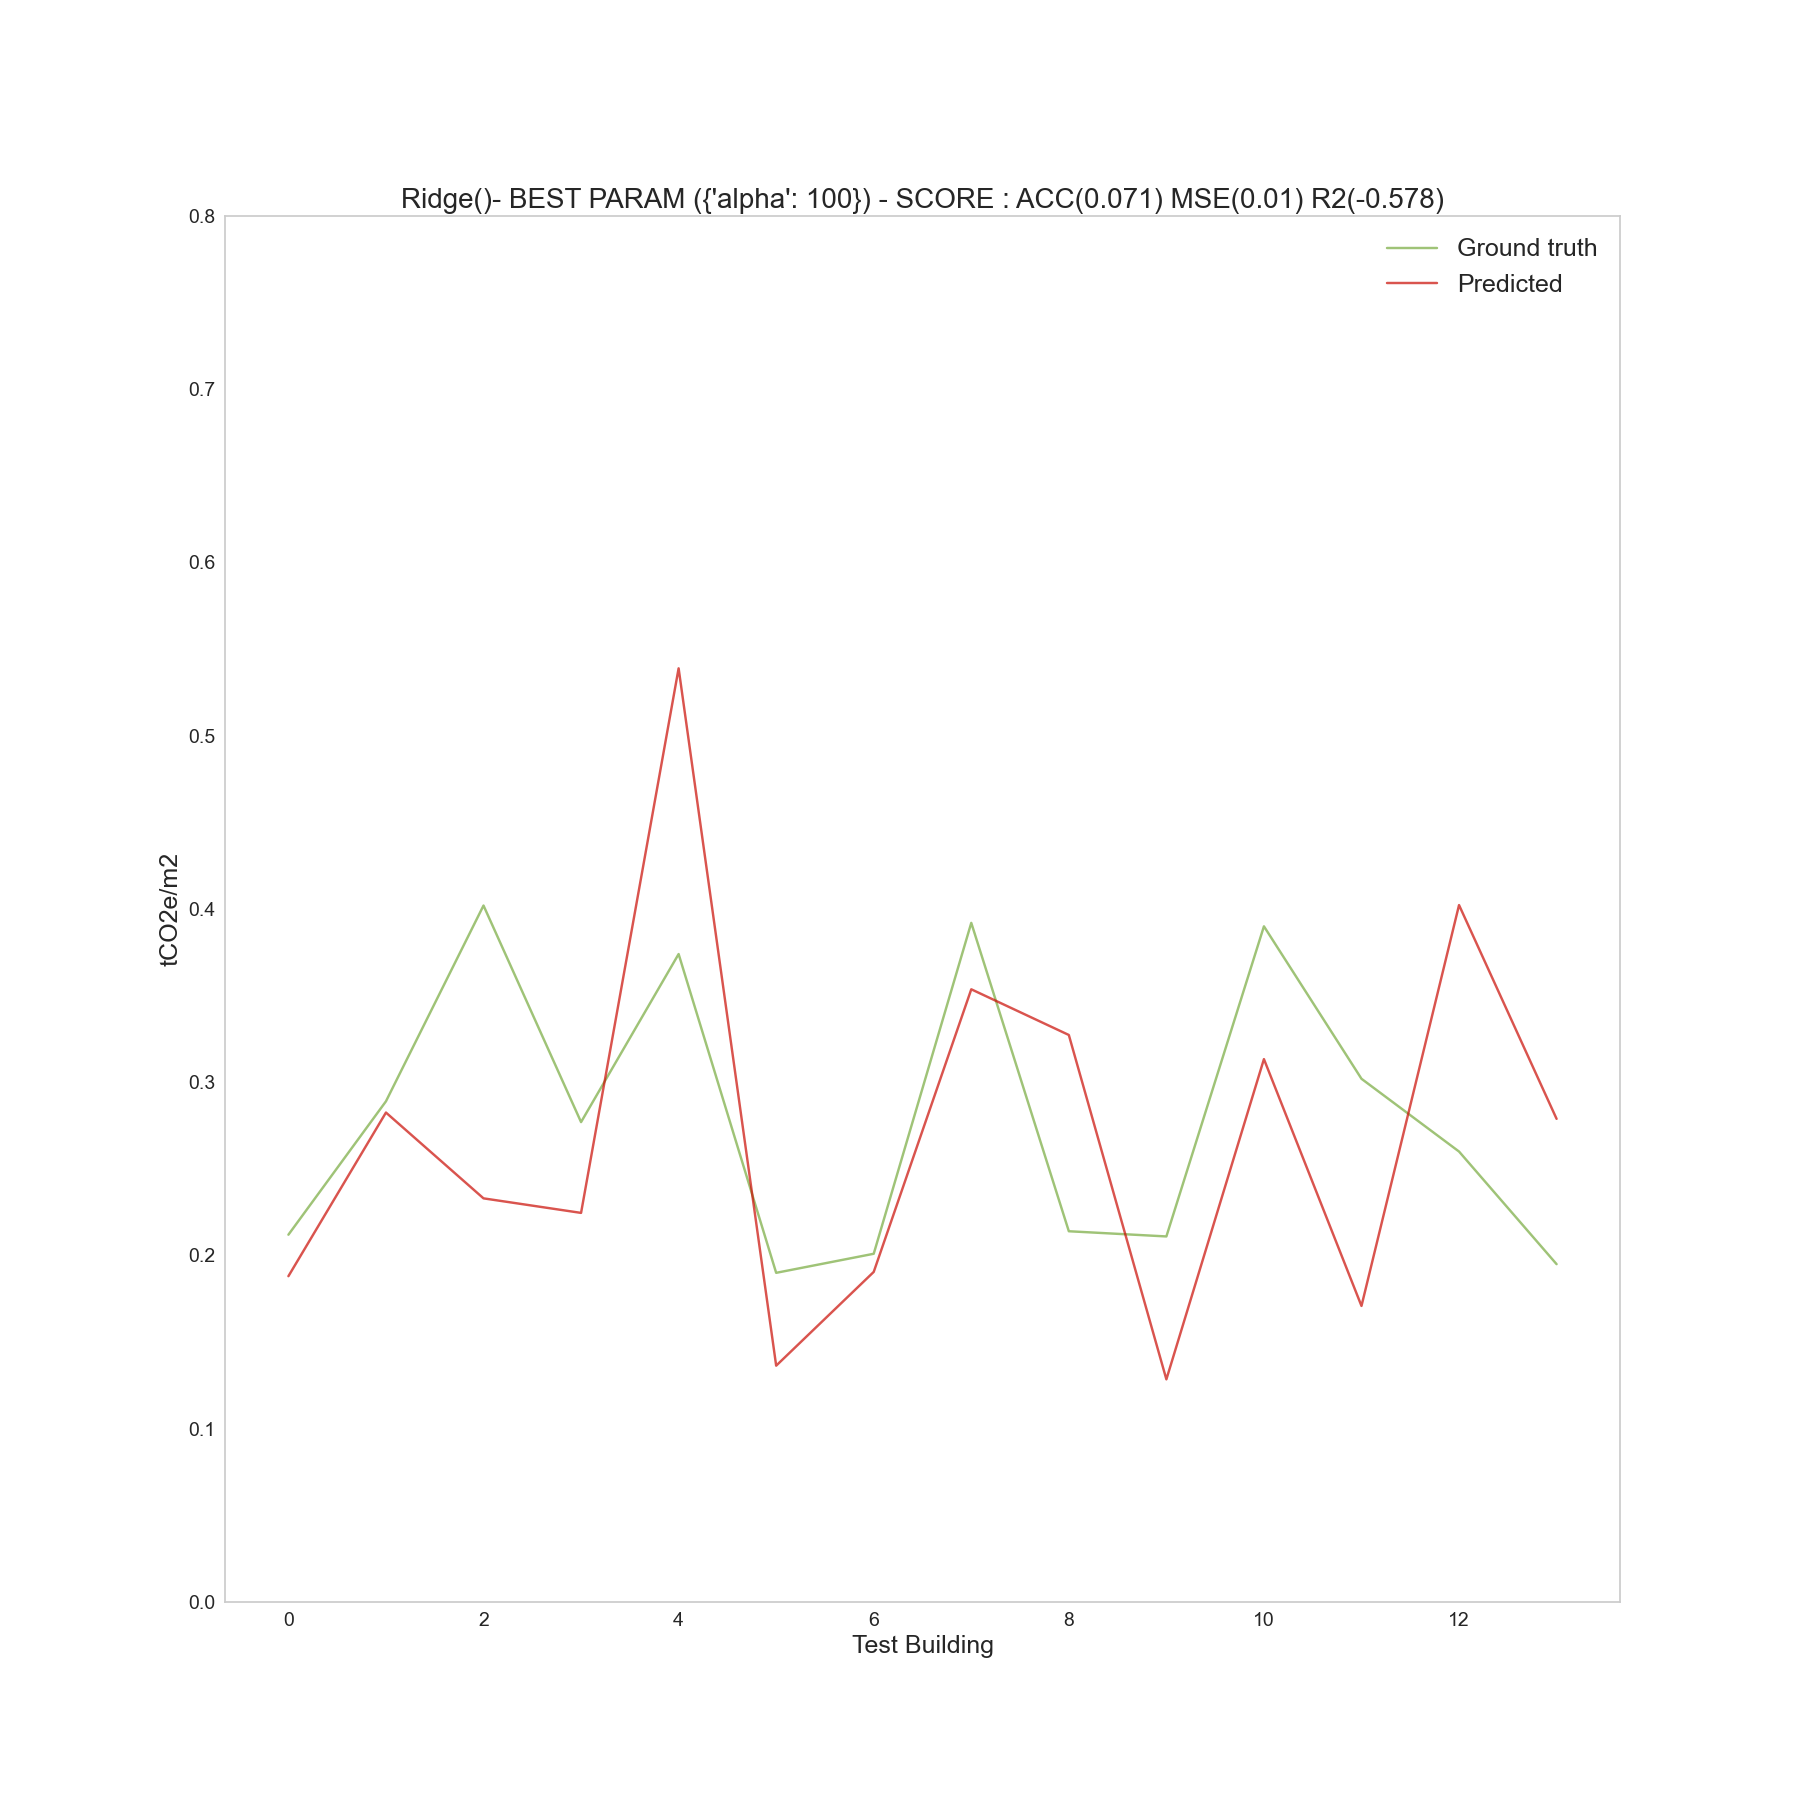 Ridge()- BEST PARAM ({'alpha': 100}) - SCORE : ACC(0.071) MSE(0.01) R2(-0.578)
Ground truth
Predicted
0.8
0.7
0.6
0.5
0.4
0.3
0.2
0.1
0.0
tCO2e/m2
0 2 4 6 8 10 12
Test Building